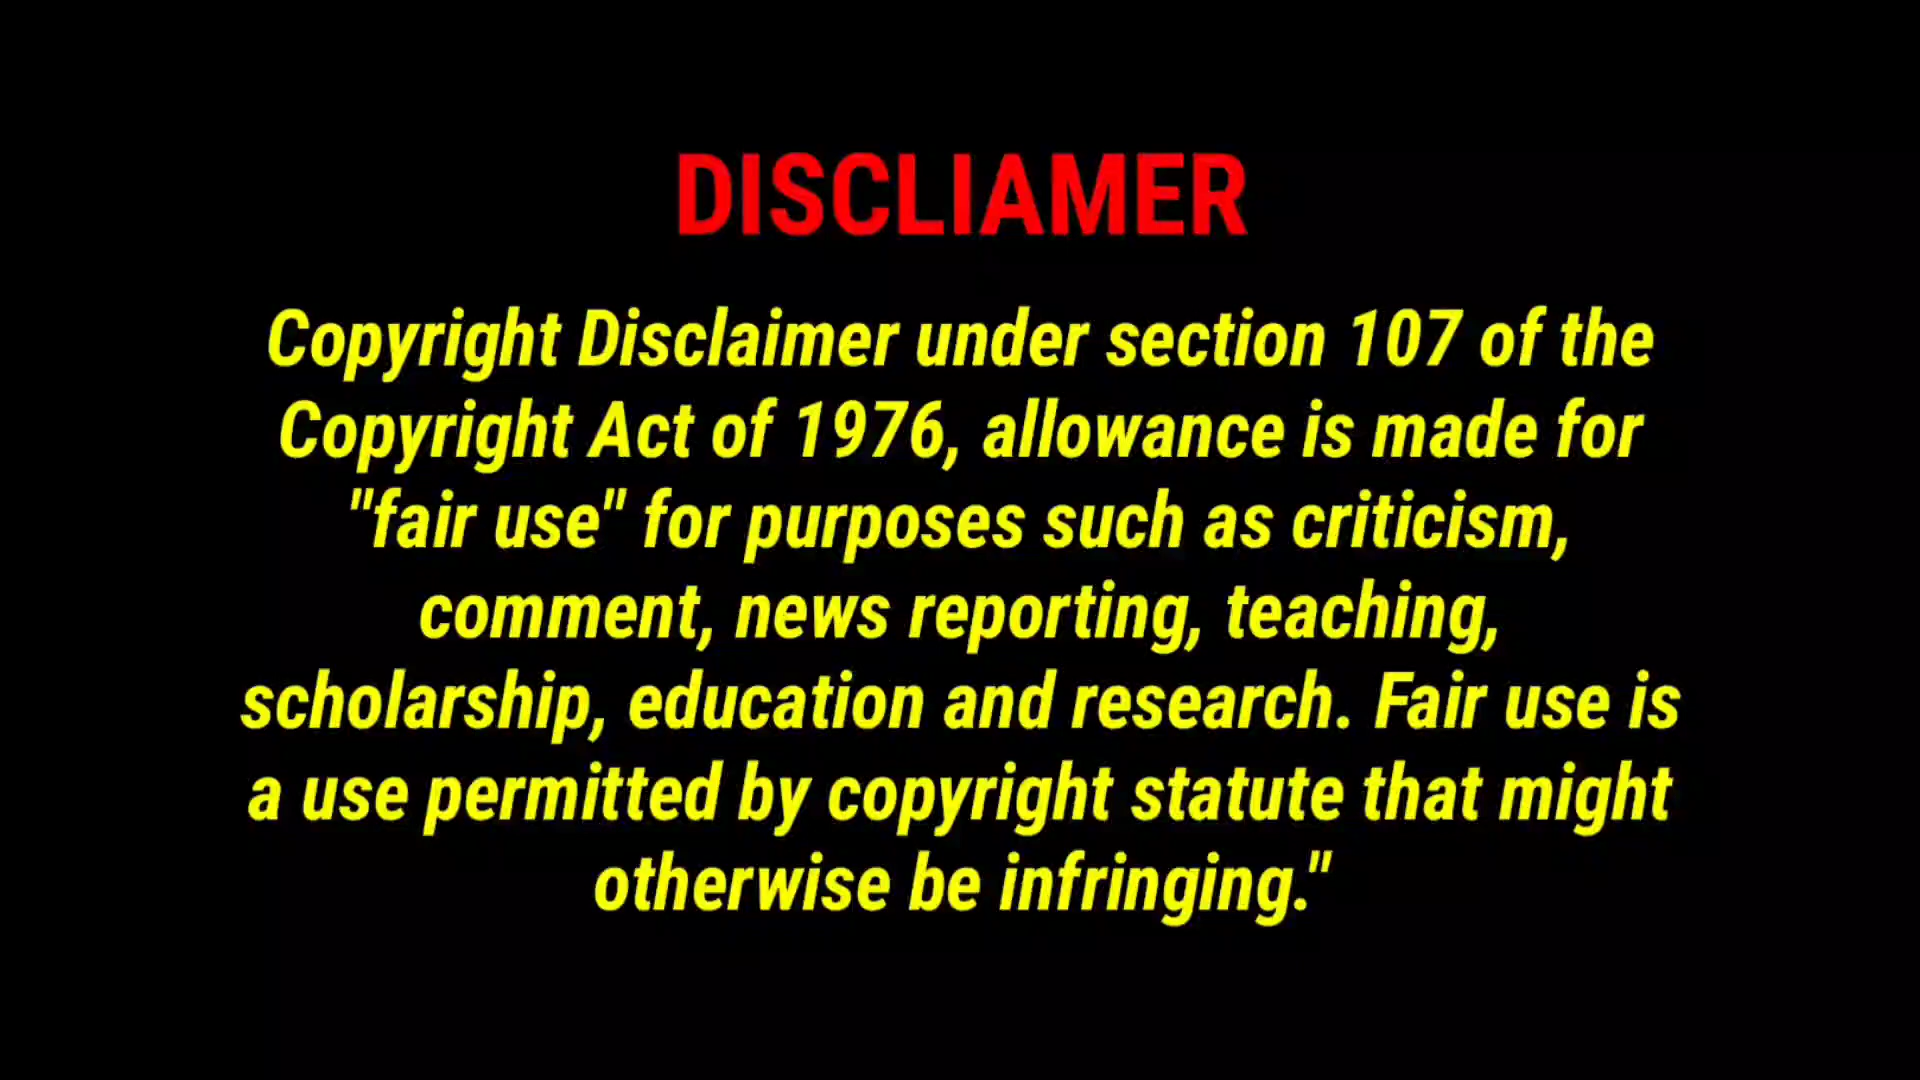 DISCLIAMER
Copyright Disclaimer under section 107 of the
Copyright Act of 1976, allowance is made for
"fair use" for purposes such as criticism,
comment, news reporting, teaching,
scholarship, education and research. Fair use is
a use permitted by copyright statute that might
otherwise be infringing."